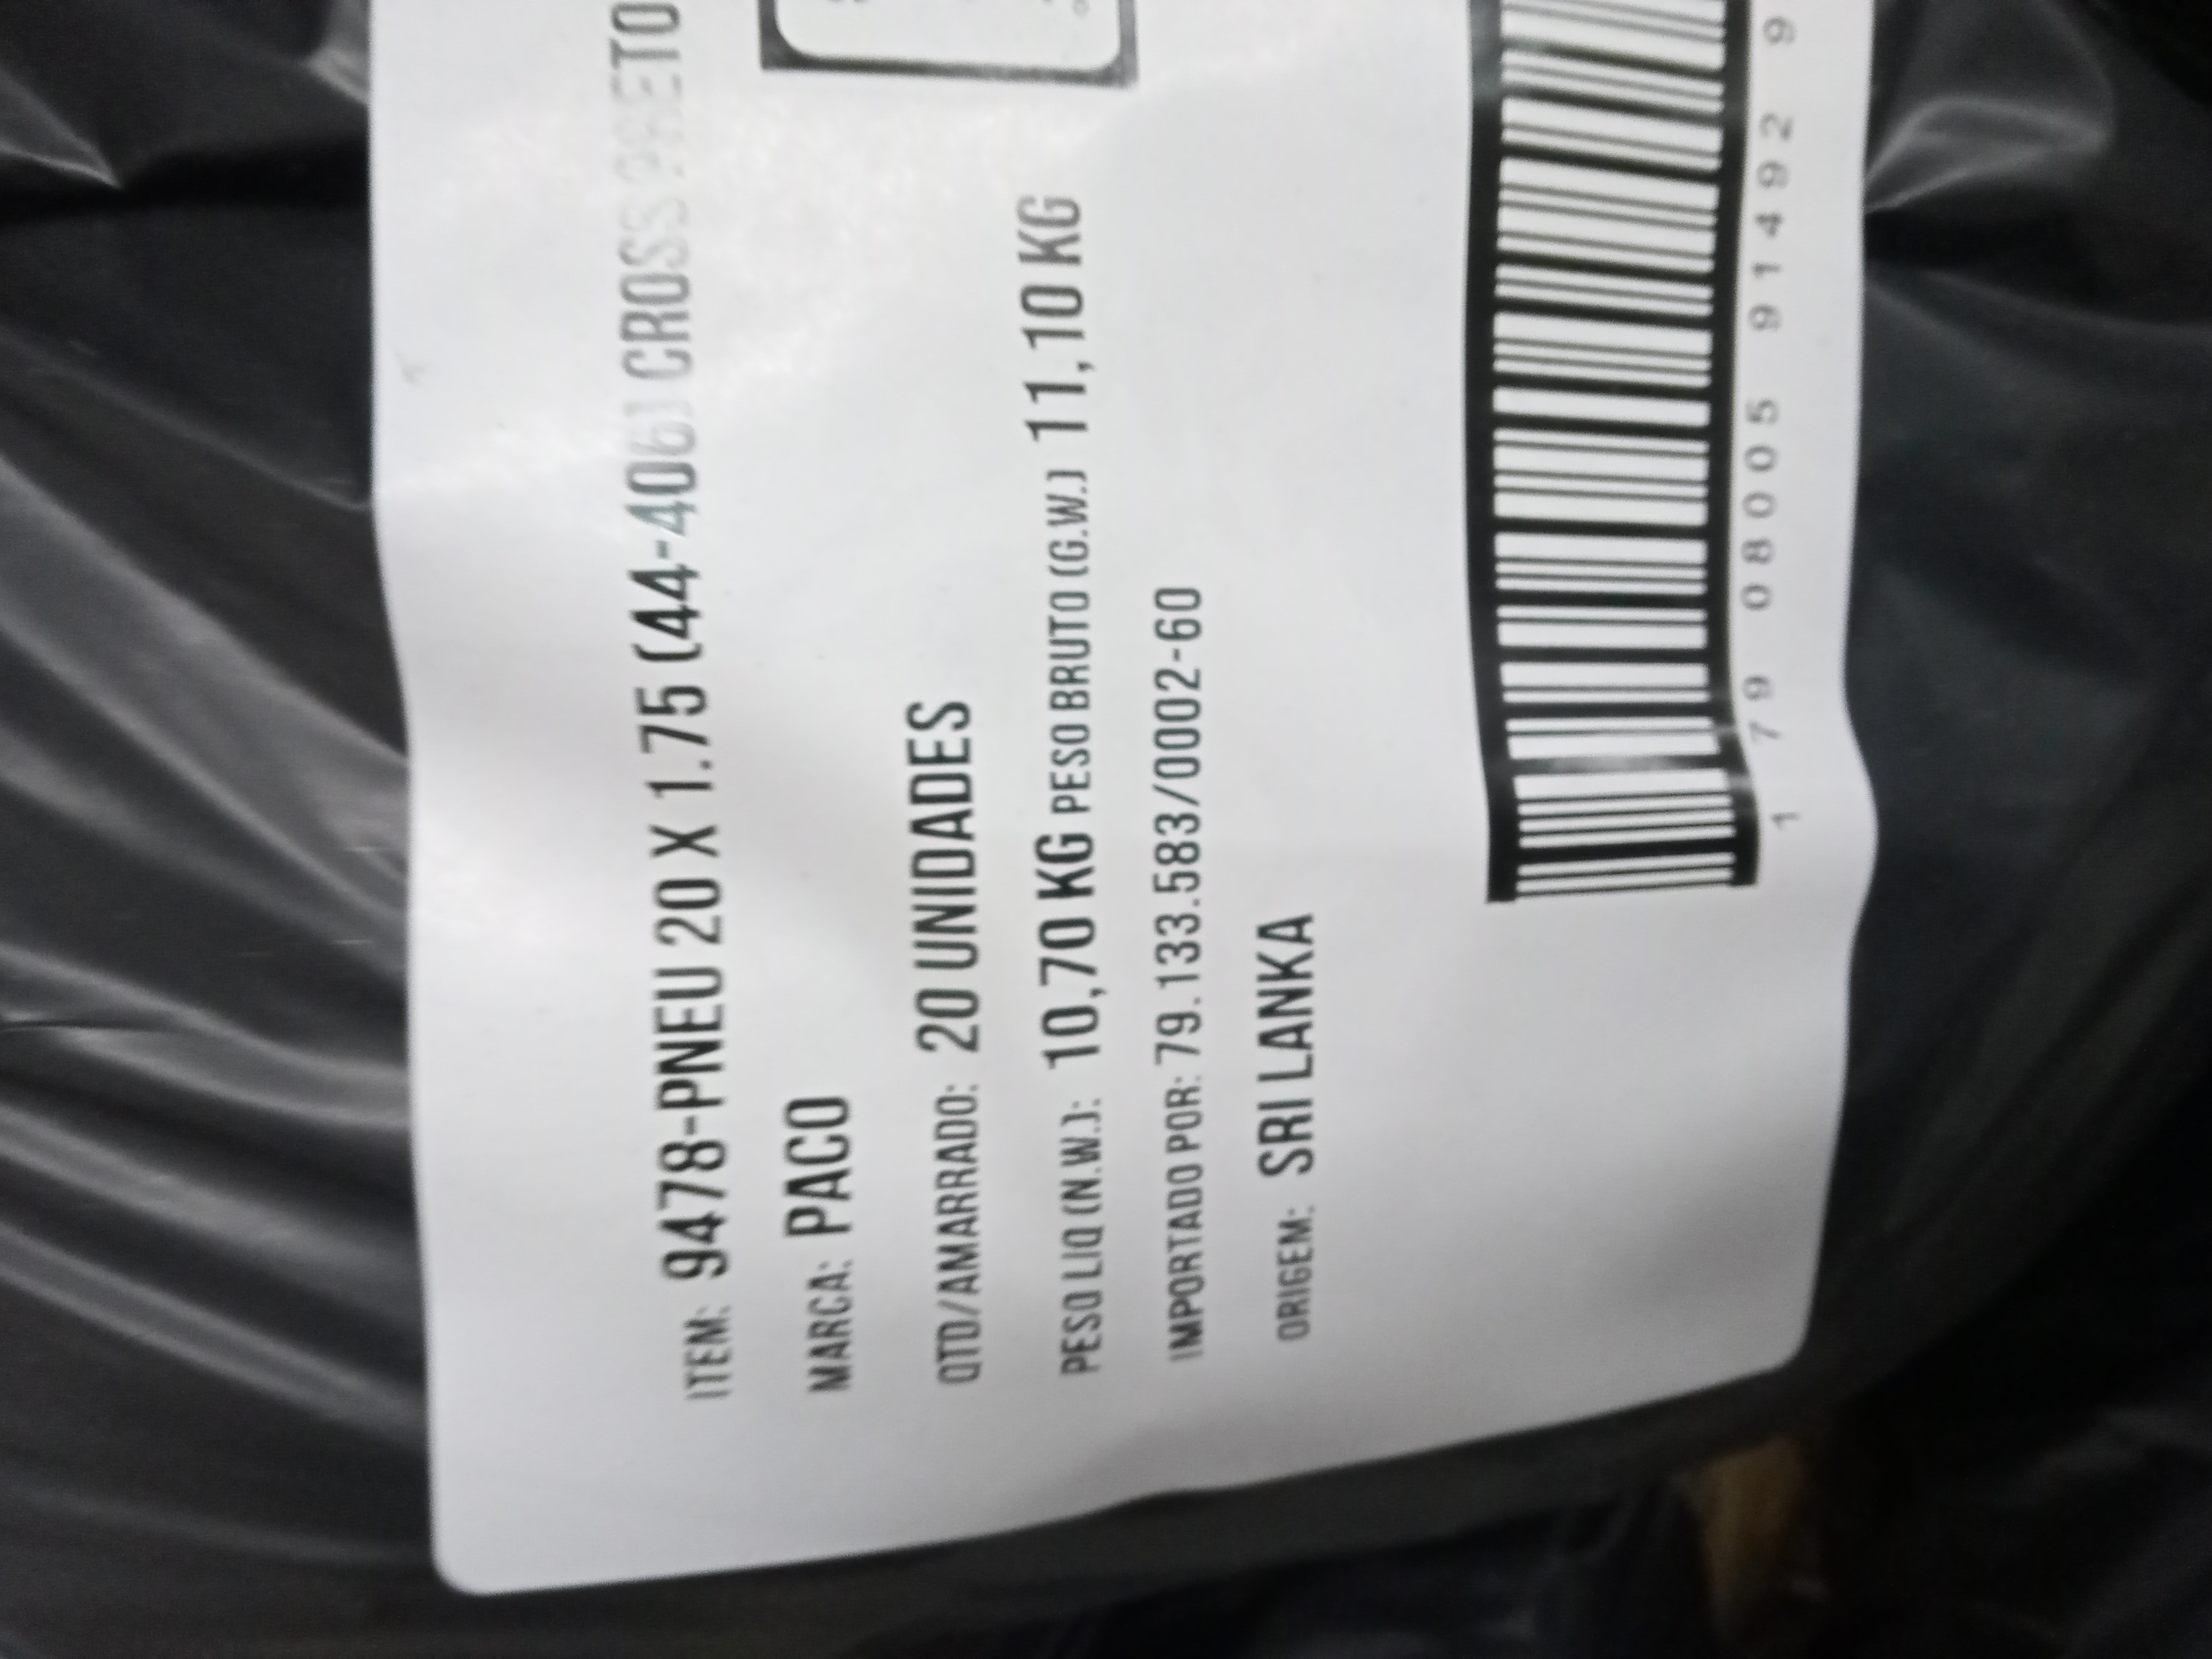 ITEM: 9478-PNEU 20 X 1.75 (44-406) CROSS PRETO
MARCA: PACO
QTD/AMARRADO: 20 UNIDADES
PESO LIQ (N.W.): 10,70 KG PESO BRUTO (G.W.) 11,10 KG
IMPORTADO POR: 79.133.583/0002-60
ORIGEM: SRI LANKA
1 79 08005 91492 9